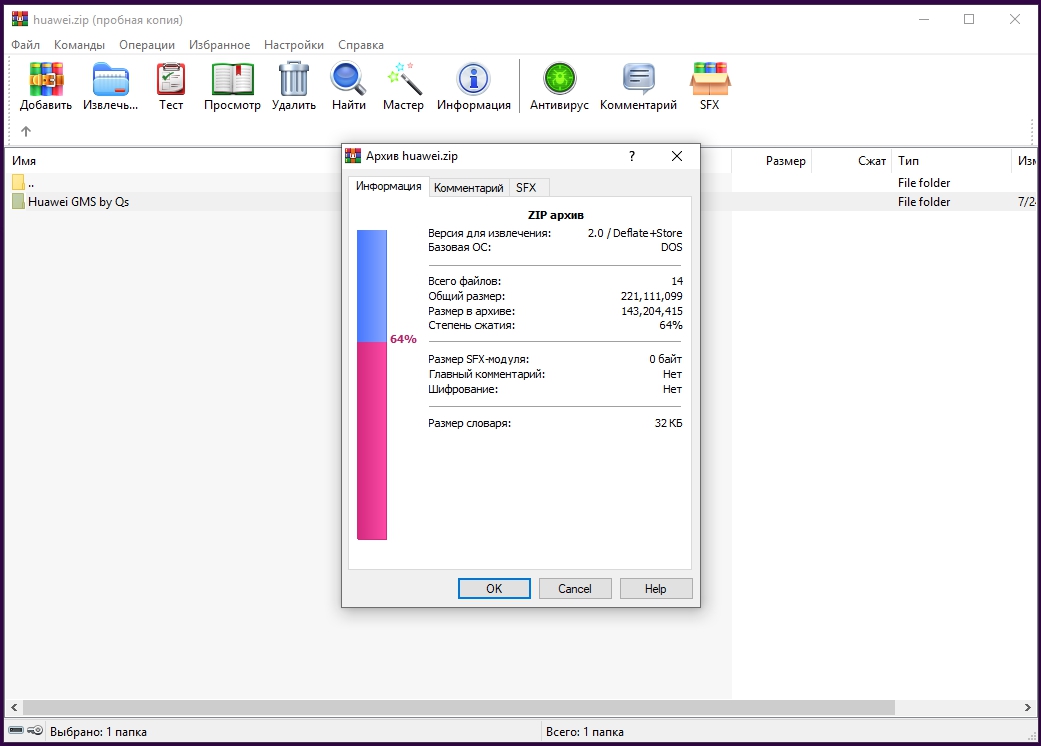 huawei.zip (пробная копия)
Файл Команды Операции Избранное Настройки Справка
Добавить Извлечь... Тест Просмотр Удалить Найти Мастер Информация Антивирус Комментарий SFX
Имя Размер Сжат Тип Изм
.. File folder
Huawei GMS by Qs File folder 7/2
Архив huawei.zip ?
Информация Комментарий SFX
ZIP архив
Версия для извлечения: 2.0 / Deflate+Store
Базовая ОС: DOS
Всего файлов: 14
Общий размер: 221,111,099
Размер в архиве: 143,204,415
Степень сжатия: 64%
64%
Размер SFX-модуля: 0 байт
Главный комментарий: Нет
Шифрование: Нет
Размер словаря: 32 КБ
OK Cancel Help
Выбрано: 1 папка Всего: 1 папка